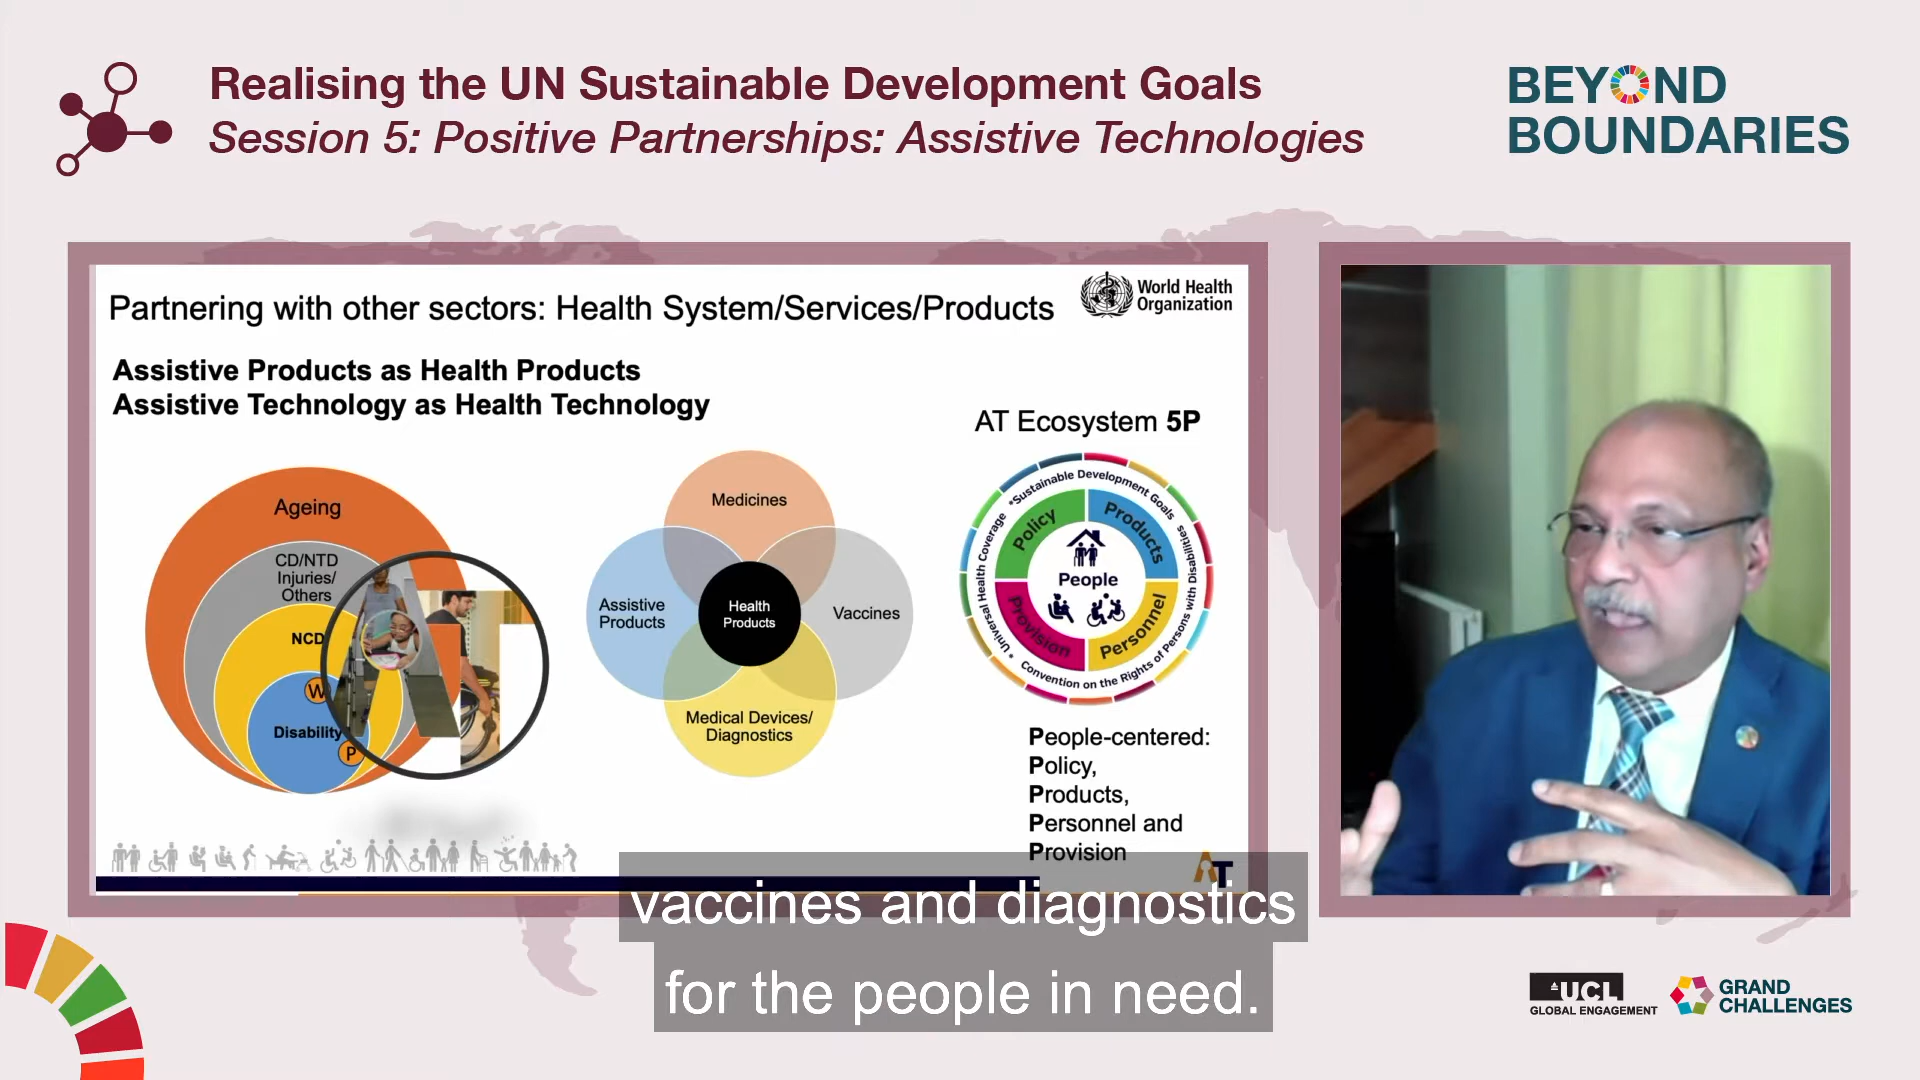 Realising the UN Sustainable Development Goals
Session 5: Positive Partnerships: Assistive Technologies
BEYOND
BOUNDARIES
Partnering with other sectors: Health System/Services/Products
World Health
Organization
Assistive Products as Health Products
Assistive Technology as Health Technology
Ageing
CD/NTD
Injuries/
Others
NCD
W
Disability
P
AT
Medicines
Assistive
Products
Health
Products
Vaccines
Medical Devices/
Diagnostics
AT Ecosystem 5P
*Sustainable Development Goals
*Universal Health Coverage
* Convention on the Rights of Persons with Disabilities
Policy
Products
People
Provision
Personnel
People-centered:
Policy,
Products,
Personnel and
Provision
AT
vaccines and diagnostics
for the people in need.
UCL
GLOBAL ENGAGEMENT
GRAND
CHALLENGES